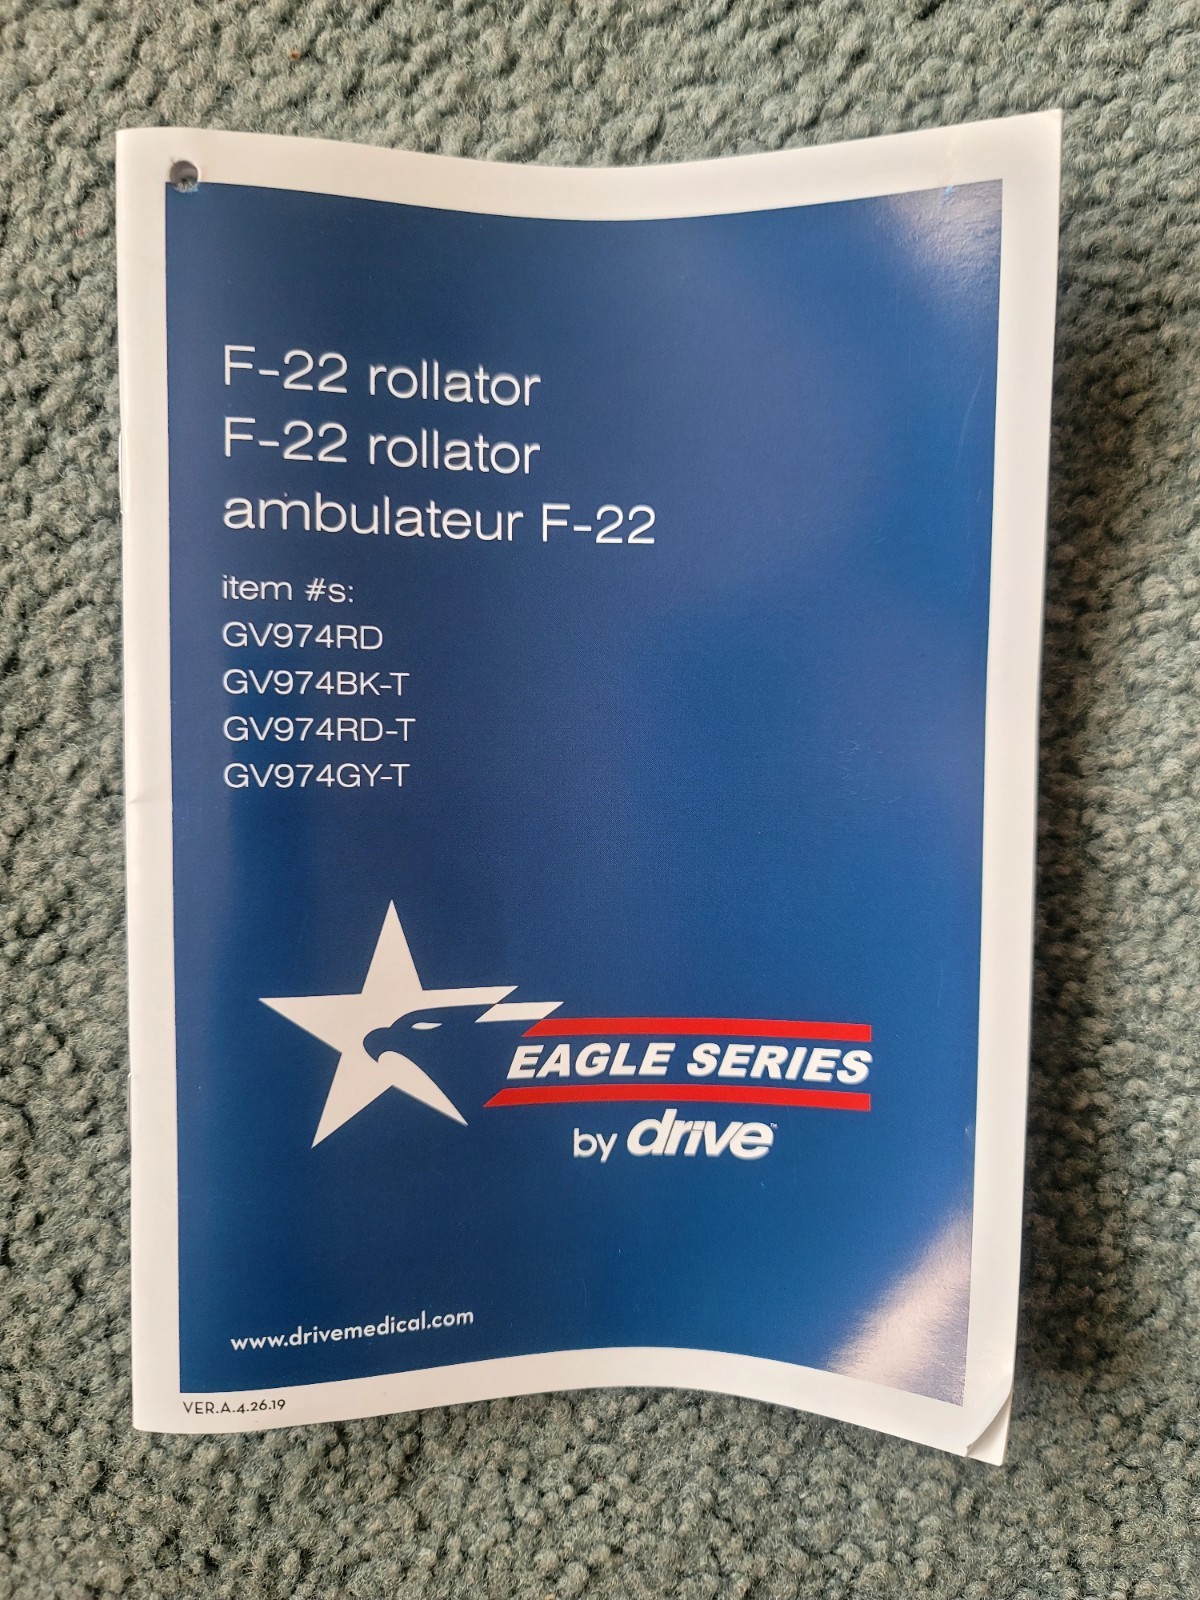 F-22 rollator
F-22 rollator
ambulateur F-22
item #s:
GV974RD
GV974BK-T
GV974RD-T
GV974GY-T
EAGLE SERIES
by drive™
www.drivemedical.com
VER.A.4.26.19